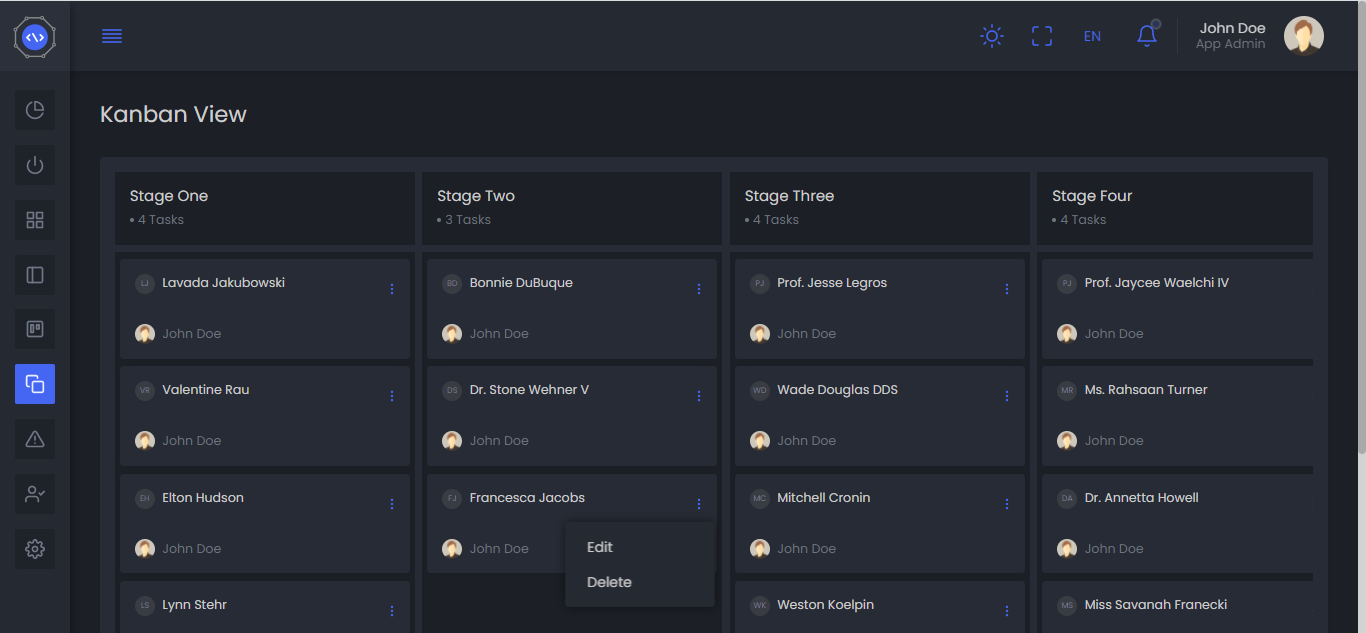 John Doe
App Admin
EN
Kanban View
Stage One
• 4 Tasks
LJ Lavada Jakubowski
John Doe
VR Valentine Rau
John Doe
EH Elton Hudson
John Doe
LS Lynn Stehr
Stage Two
• 3 Tasks
BD Bonnie DuBuque
John Doe
DS Dr. Stone Wehner V
John Doe
FJ Francesca Jacobs
John Doe
Edit
Delete
Stage Three
• 4 Tasks
PJ Prof. Jesse Legros
John Doe
WD Wade Douglas DDS
John Doe
MC Mitchell Cronin
John Doe
WK Weston Koelpin
Stage Four
• 4 Tasks
PJ Prof. Jaycee Waelchi IV
John Doe
MR Ms. Rahsaan Turner
John Doe
DA Dr. Annetta Howell
John Doe
MS Miss Savanah Franecki